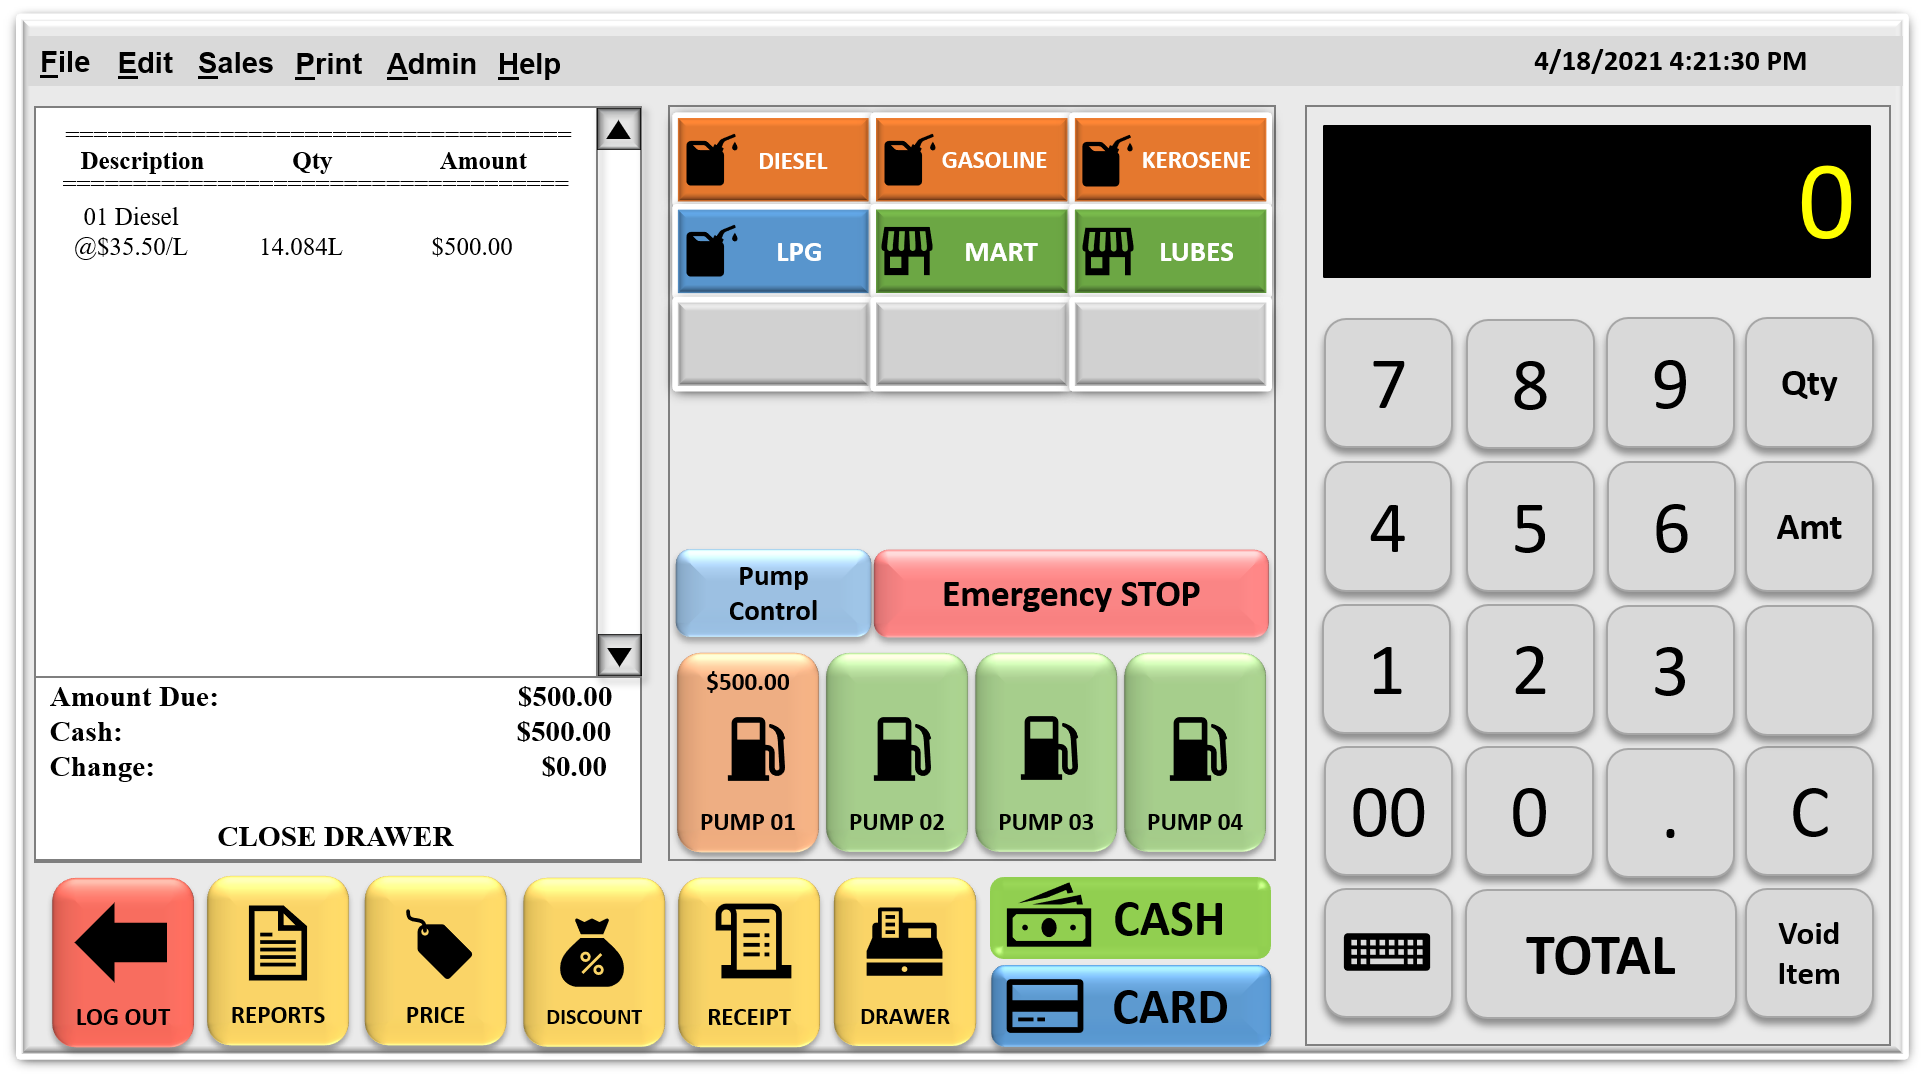 File Edit Sales Print Admin Help
4/18/2021 4:21:30 PM
====================================
Description Qty Amount
====================================
01 Diesel
@$35.50/L 14.084L $500.00
Amount Due: $500.00
Cash: $500.00
Change: $0.00
CLOSE DRAWER
DIESEL GASOLINE KEROSENE
LPG MART LUBES
Pump
Control
Emergency STOP
$500.00
PUMP 01 PUMP 02 PUMP 03 PUMP 04
0
7 8 9 Qty
4 5 6 Amt
1 2 3
00 0 . C
TOTAL
Void
Item
LOG OUT REPORTS PRICE DISCOUNT RECEIPT DRAWER
%
CASH
CARD